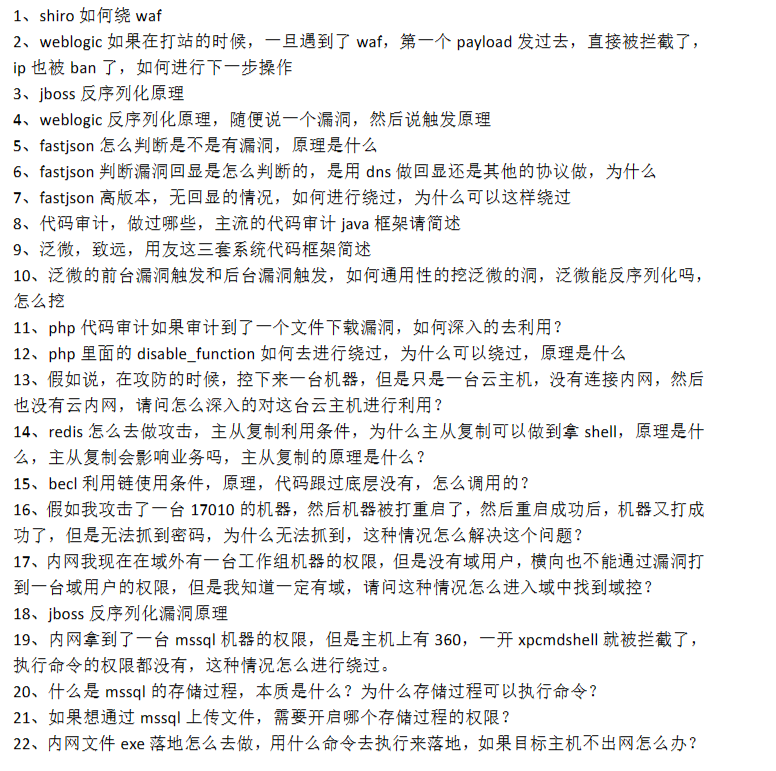 1、shiro 如何绕 waf
2、weblogic 如果在打站的时候，一旦遇到了 waf，第一个 payload 发过去，直接被拦截了，
ip 也被 ban 了，如何进行下一步操作
3、jboss 反序列化原理
4、weblogic 反序列化原理，随便说一个漏洞，然后说触发原理
5、fastjson 怎么判断是不是有漏洞，原理是什么
6、fastjson 判断漏洞回显是怎么判断的，是用 dns 做回显还是其他的协议做，为什么
7、fastjson 高版本，无回显的情况，如何进行绕过，为什么可以这样绕过
8、代码审计，做过哪些，主流的代码审计 java 框架请简述
9、泛微，致远，用友这三套系统代码框架简述
10、泛微的前台漏洞触发和后台漏洞触发，如何通用性的挖泛微的洞，泛微能反序列化吗，
怎么挖
11、php 代码审计如果审计到了一个文件下载漏洞，如何深入的去利用？
12、php 里面的 disable_function 如何去进行绕过，为什么可以绕过，原理是什么
13、假如说，在攻防的时候，控下来一台机器，但是只是一台云主机，没有连接内网，然后
也没有云内网，请问怎么深入的对这台云主机进行利用？
14、redis 怎么去做攻击，主从复制利用条件，为什么主从复制可以做到拿 shell，原理是什
么，主从复制会影响业务吗，主从复制的原理是什么？
15、becl 利用链使用条件，原理，代码跟过底层没有，怎么调用的？
16、假如我攻击了一台 17010 的机器，然后机器被打重启了，然后重启成功后，机器又打成
功了，但是无法抓到密码，为什么无法抓到，这种情况怎么解决这个问题？
17、内网我现在在域外有一台工作组机器的权限，但是没有域用户，横向也不能通过漏洞打
到一台域用户的权限，但是我知道一定有域，请问这种情况怎么进入域中找到域控？
18、jboss 反序列化漏洞原理
19、内网拿到了一台 mssql 机器的权限，但是主机上有 360，一开 xpcmdshell 就被拦截了，
执行命令的权限都没有，这种情况怎么进行绕过。
20、什么是 mssql 的存储过程，本质是什么？为什么存储过程可以执行命令？
21、如果想通过 mssql 上传文件，需要开启哪个存储过程的权限？
22、内网文件 exe 落地怎么去做，用什么命令去执行来落地，如果目标主机不出网怎么办？